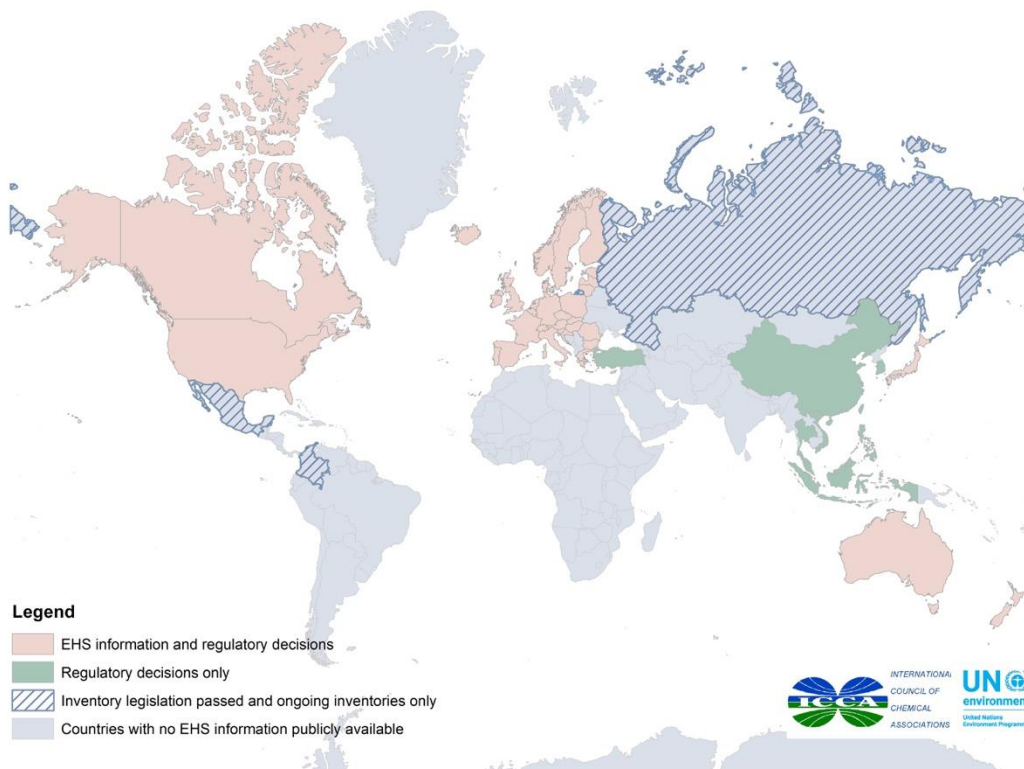 Legend
EHS information and regulatory decisions
Regulatory decisions only
Inventory legislation passed and ongoing inventories only
Countries with no EHS information publicly available
ICCA
INTERNATIONAL
COUNCIL OF
CHEMICAL
ASSOCIATIONS
UN
environment
United Nations
Environment Programme